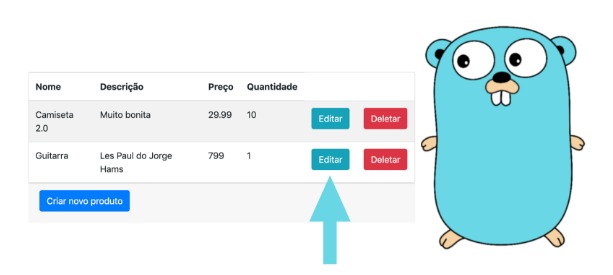 Nome Descrição Preço Quantidade
Camiseta 2.0 Muito bonita 29.99 10 Editar Deletar
Guitarra Les Paul do Jorge Hams 799 1 Editar Deletar
Criar novo produto